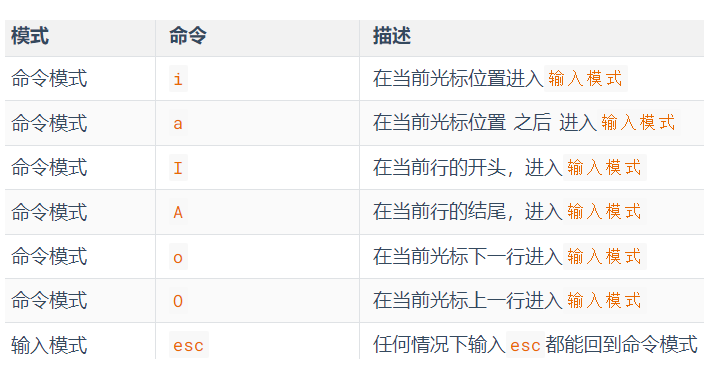 模式 命令 描述
命令模式 i 在当前光标位置进入 输入模式
命令模式 a 在当前光标位置 之后 进入 输入模式
命令模式 I 在当前行的开头，进入 输入模式
命令模式 A 在当前行的结尾，进入 输入模式
命令模式 o 在当前光标下一行进入 输入模式
命令模式 O 在当前光标上一行进入 输入模式
输入模式 esc 任何情况下输入 esc 都能回到命令模式